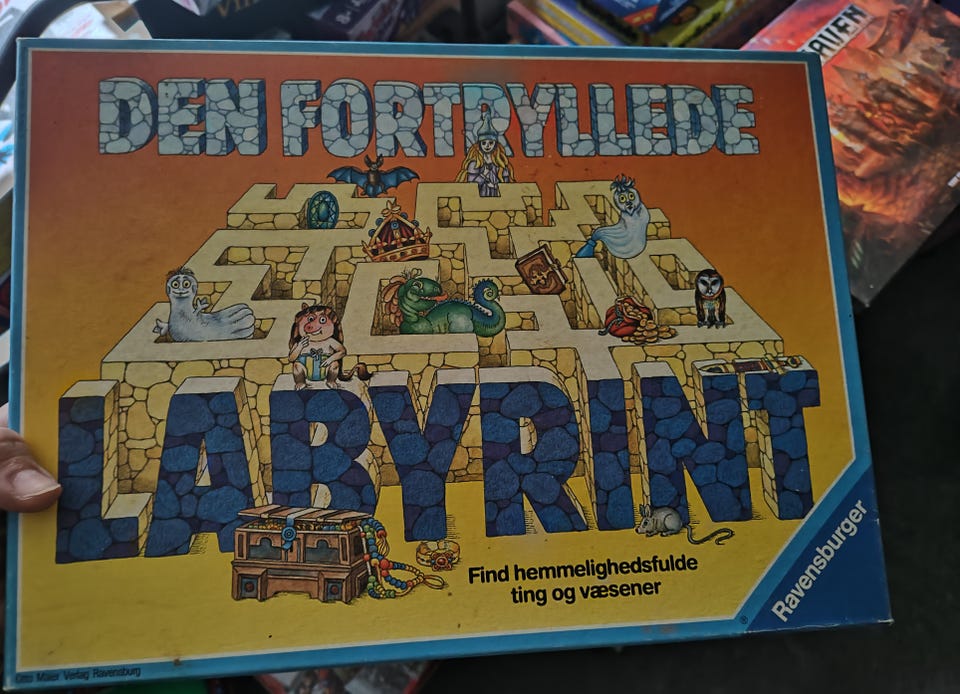 DEN FORTRYLLEDE
LABYRINT
Find hemmelighedsfulde
ting og væsener
Ravensburger
®
Otto Maier Verlag Ravensburg